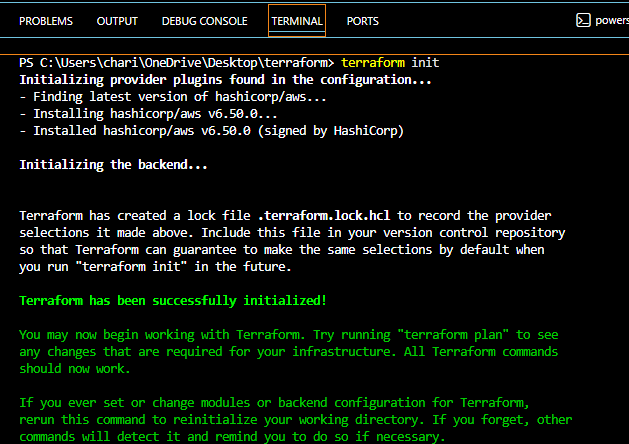 PROBLEMS OUTPUT DEBUG CONSOLE TERMINAL PORTS powers
PS C:\Users\chari\OneDrive\Desktop\terraform> terraform init
Initializing provider plugins found in the configuration...
- Finding latest version of hashicorp/aws...
- Installing hashicorp/aws v6.50.0...
- Installed hashicorp/aws v6.50.0 (signed by HashiCorp)
Initializing the backend...
Terraform has created a lock file .terraform.lock.hcl to record the provider
selections it made above. Include this file in your version control repository
so that Terraform can guarantee to make the same selections by default when
you run "terraform init" in the future.
Terraform has been successfully initialized!
You may now begin working with Terraform. Try running "terraform plan" to see
any changes that are required for your infrastructure. All Terraform commands
should now work.
If you ever set or change modules or backend configuration for Terraform,
rerun this command to reinitialize your working directory. If you forget, other
commands will detect it and remind you to do so if necessary.